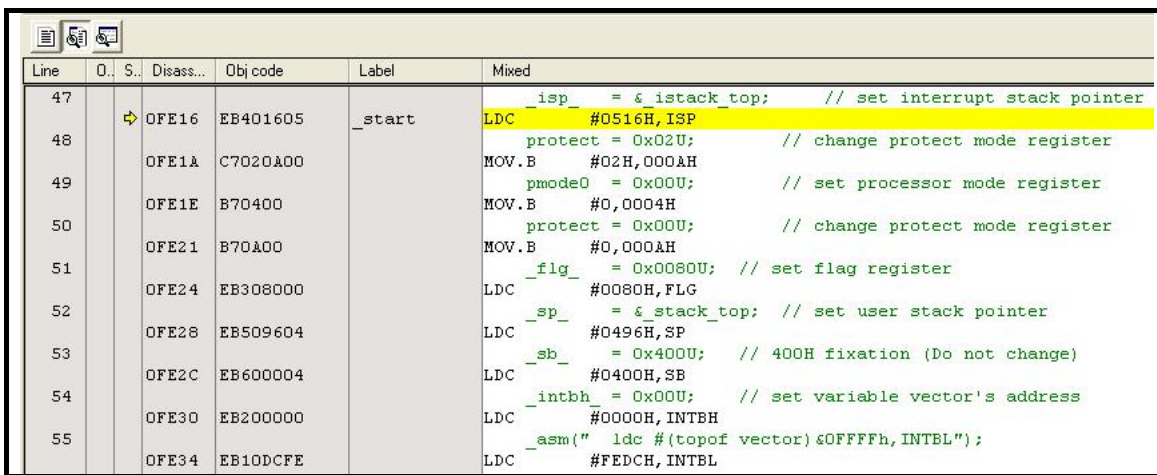 Line O.. S.. Disass... Obj code Label Mixed
47 _isp_ = &_istack_top; // set interrupt stack pointer
0FE16 EB401605 _start LDC #0516H,ISP
48 protect = 0x02U; // change protect mode register
0FE1A C7020A00 MOV.B #02H,000AH
49 pmode0 = 0x00U; // set processor mode register
0FE1E B70400 MOV.B #0,0004H
50 protect = 0x00U; // change protect mode register
0FE21 B70A00 MOV.B #0,000AH
51 _flg_ = 0x0080U; // set flag register
0FE24 EB308000 LDC #0080H,FLG
52 _sp_ = &_stack_top; // set user stack pointer
0FE28 EB509604 LDC #0496H,SP
53 _sb_ = 0x400U; // 400H fixation (Do not change)
0FE2C EB600004 LDC #0400H,SB
54 _intbh_ = 0x00U; // set variable vector's address
0FE30 EB200000 LDC #0000H,INTBH
55 _asm(" ldc #(topof vector)&0FFFFh,INTBL");
0FE34 EB10DCFE LDC #FEDCH,INTBL